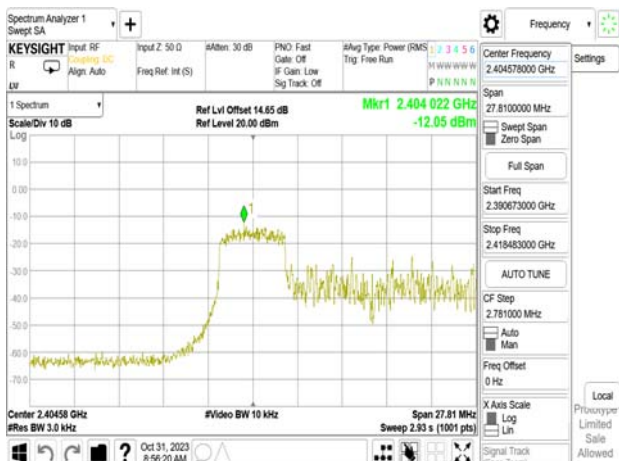 Spectrum Analyzer 1
Swept SA
+
Frequency
KEYSIGHT
R
LXI
Input: RF
Coupling: DC
Align: Auto
Input Z: 50 Ω
Freq Ref: Int (S)
#Atten: 30 dB
PNO: Fast
Gate: Off
IF Gain: Low
Sig Track: Off
#Avg Type: Power (RMS
Trig: Free Run
1 2 3 4 5 6
M W W W W W
P N N N N N
1 Spectrum
Scale/Div 10 dB
Log
Ref Lvl Offset 14.65 dB
Ref Level 20.00 dBm
Mkr1 2.404 022 GHz
-12.05 dBm
10.0
0.00
-10.0
-20.0
-30.0
-40.0
-50.0
-60.0
-70.0
1
Center 2.40458 GHz
#Res BW 3.0 kHz
#Video BW 10 kHz
Span 27.81 MHz
Sweep 2.93 s (1001 pts)
Oct 31, 2023
8:56:20 AM
?
Center Frequency
2.404578000 GHz
Settings
Span
27.8100000 MHz
Swept Span
Zero Span
Full Span
Start Freq
2.390673000 GHz
Stop Freq
2.418483000 GHz
AUTO TUNE
CF Step
2.781000 MHz
Auto
Man
Freq Offset
0 Hz
X Axis Scale
Log
Lin
Signal Track
Local
Prototype
Limited
Sale
Allowed